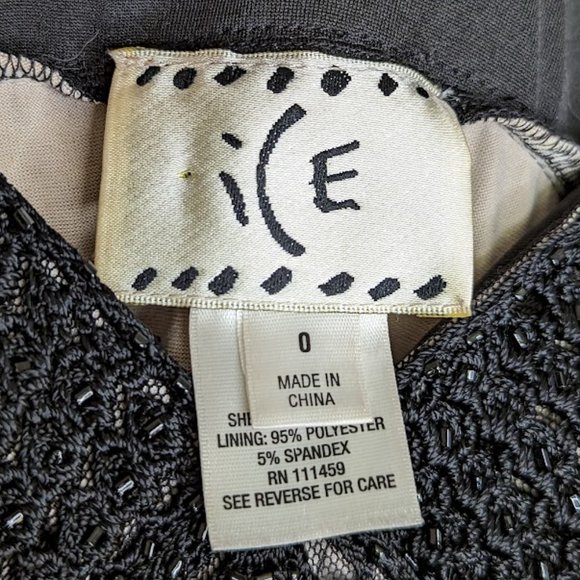 iCE
0
MADE IN
CHINA
LINING: 95% POLYESTER
5% SPANDEX
RN 111459
SEE REVERSE FOR CARE